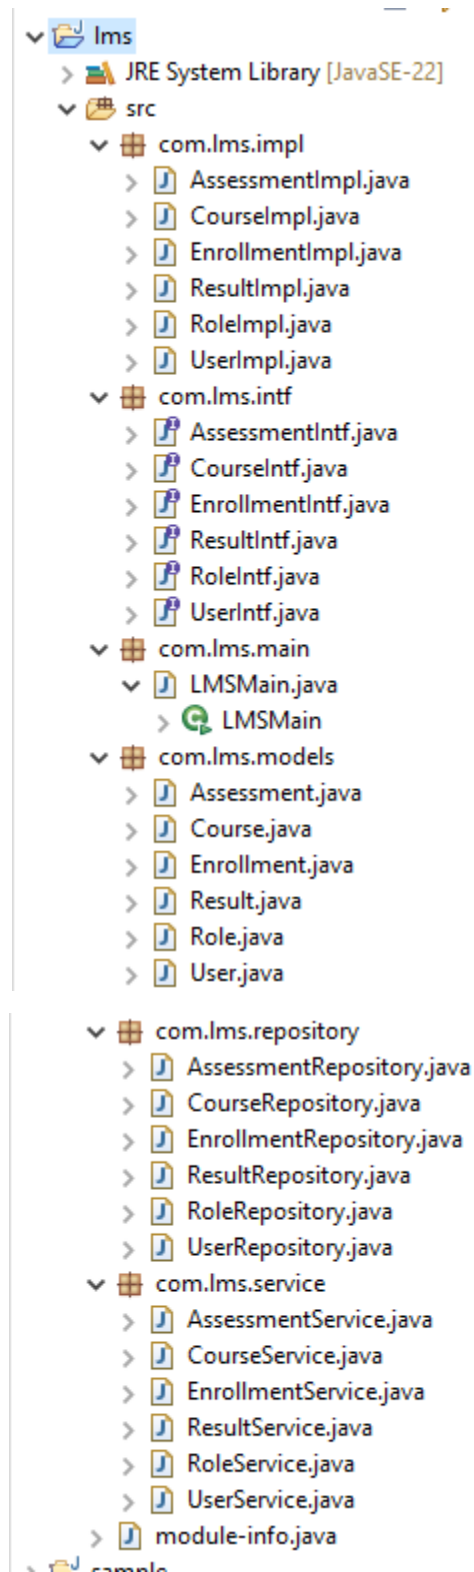 lms
JRE System Library [JavaSE-22]
src
com.lms.impl
AssessmentImpl.java
CourseImpl.java
EnrollmentImpl.java
ResultImpl.java
RoleImpl.java
UserImpl.java
com.lms.intf
AssessmentIntf.java
CourseIntf.java
EnrollmentIntf.java
ResultIntf.java
RoleIntf.java
UserIntf.java
com.lms.main
LMSMain.java
LMSMain
com.lms.models
Assessment.java
Course.java
Enrollment.java
Result.java
Role.java
User.java
com.lms.repository
AssessmentRepository.java
CourseRepository.java
EnrollmentRepository.java
ResultRepository.java
RoleRepository.java
UserRepository.java
com.lms.service
AssessmentService.java
CourseService.java
EnrollmentService.java
ResultService.java
RoleService.java
UserService.java
module-info.java
sample